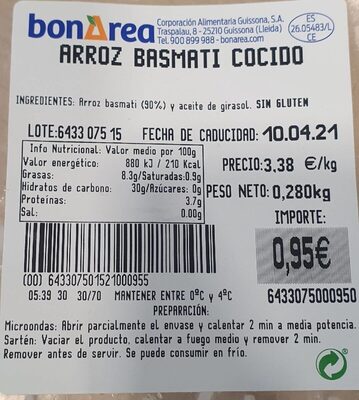 bonÀrea
Corporación Alimentaria Guissona, S.A.
Traspalau, 8 - 25210 Guissona (Lleida)
Tel. 900 899 988 - bonarea.com
ES
26.05483/L
CE
ARROZ BASMATI COCIDO
INGREDIENTES: Arroz basmati (90%) y aceite de girasol. SIN GLUTEN
LOTE:6433 075 15 FECHA DE CADUCIDAD: 10.04.21
Info Nutricional: Valor medio por 100g
Valor energético: 880 kJ / 210 Kcal
Grasas: 8.3g/Saturadas:0.9g
Hidratos de carbono: 30g/Azúcares: 0g
Proteínas: 3.7g
Sal: 0.00g
PRECIO:3,38 €/kg
PESO NETO: 0,280kg
IMPORTE:
0,95€
(00) 643307501521000955
6433075000950
05:39 30 30/70 MANTENER ENTRE 0ºC y 4ºC
PREPARACIÓN:
Microondas: Abrir parcialmente el envase y calentar 2 min a media potencia.
Sartén: Vaciar el producto, calentar a fuego medio y remover 2 min.
Remover antes de servir. Se puede consumir en frío.